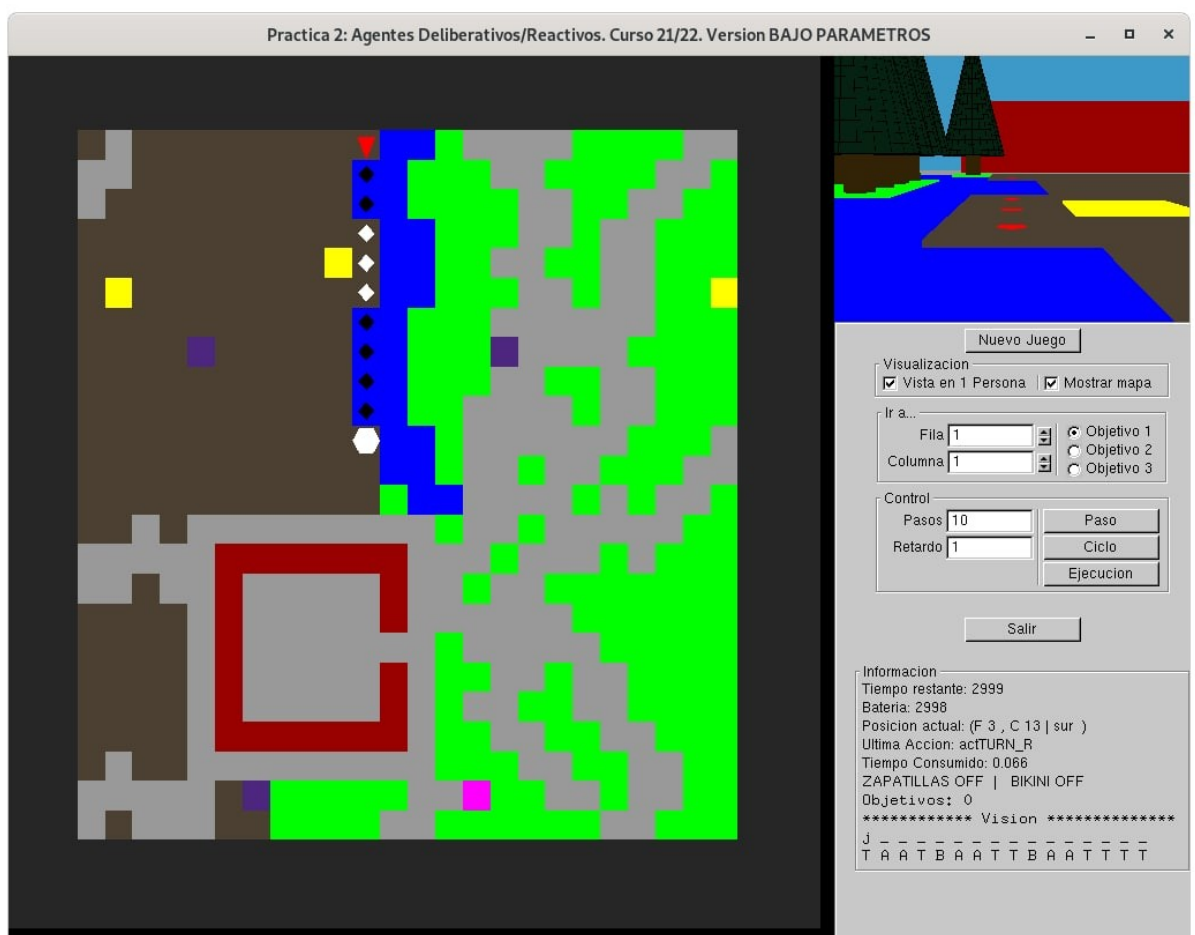 Practica 2: Agentes Deliberativos/Reactivos. Curso 21/22. Version BAJO PARAMETROS
Nuevo Juego
Visualizacion
Vista en 1 Persona
Mostrar mapa
Ir a...
Fila 1
Columna 1
Objetivo 1
Objetivo 2
Objetivo 3
Control
Pasos 10
Retardo 1
Paso
Ciclo
Ejecucion
Salir
Informacion
Tiempo restante: 2999
Bateria: 2998
Posicion actual: (F 3 , C 13 | sur )
Ultima Accion: actTURN_R
Tiempo Consumido: 0.066
ZAPATILLAS OFF | BIKINI OFF
Objetivos: 0
************ Vision **************
j _ _ _ _ _ _ _ _ _ _ _ _ _ _ _
T A A T B A A T T B A A T T T T